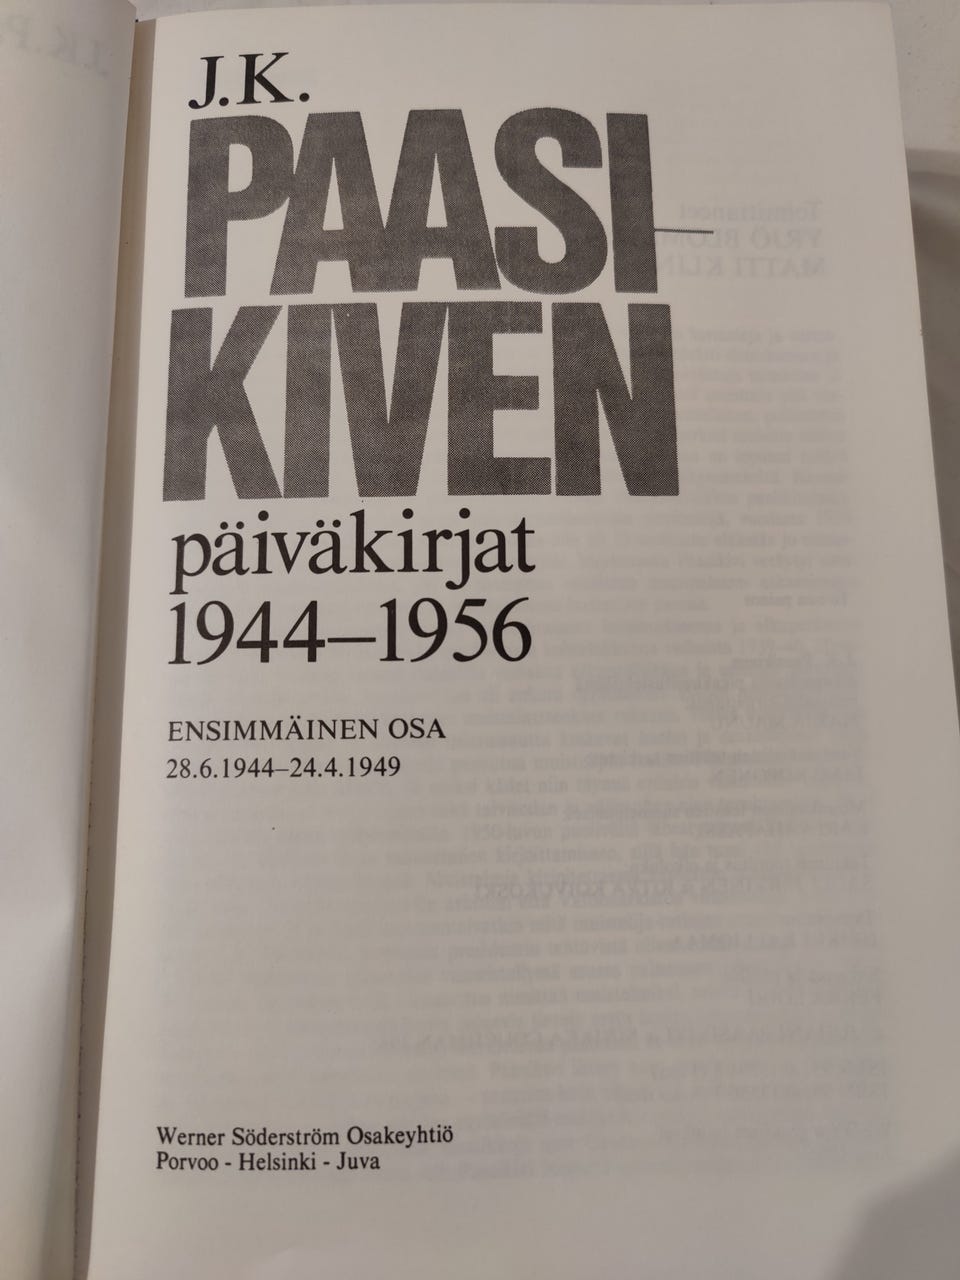 J.K.
PAASI-
KIVEN
päiväkirjat
1944–1956
ENSIMMÄINEN OSA
28.6.1944–24.4.1949
Werner Söderström Osakeyhtiö
Porvoo - Helsinki - Juva